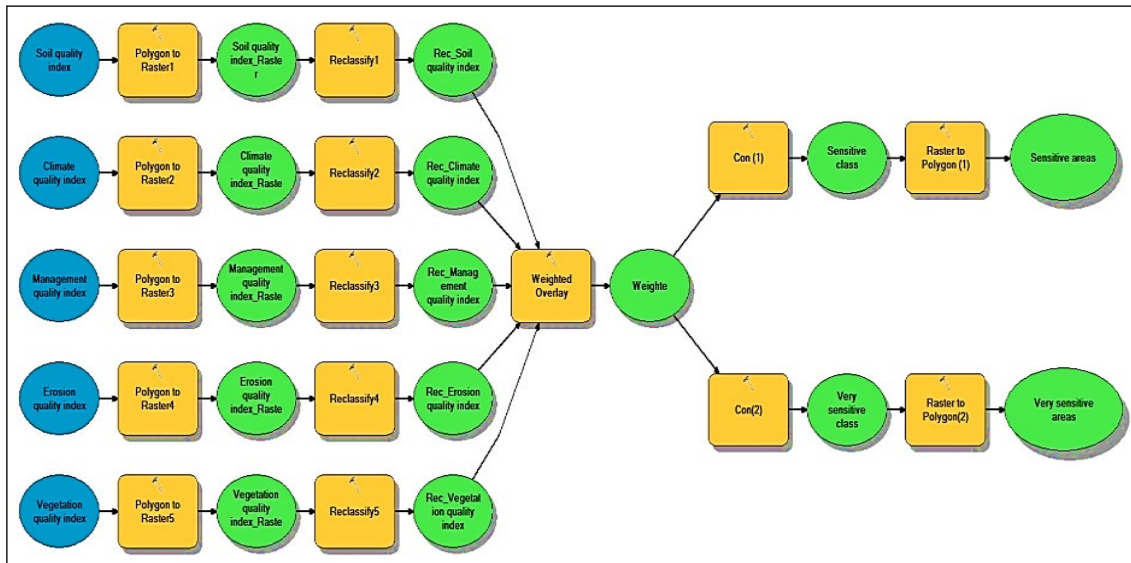 Soil quality
index
Polygon to
Raster1
Soil quality
index_Raste
r
Reclassify1
Rec_Soil
quality index
Climate
quality index
Polygon to
Raster2
Climate
quality
index_Raste
Reclassify2
Rec_Climate
quality index
Management
quality index
Polygon to
Raster3
Management
quality
index_Raste
Reclassify3
Rec_Manag
ement
quality index
Erosion
quality index
Polygon to
Raster4
Erosion
quality
index_Raste
Reclassify4
Rec_Erosion
quality index
Vegetation
quality index
Polygon to
Raster5
Vegetation
quality
index_Raste
Reclassify5
Rec_Vegetat
ion quality
index
Weighted
Overlay
Weighte
Con (1)
Sensitive
class
Raster to
Polygon (1)
Sensitive areas
Con(2)
Very
sensitive
class
Raster to
Polygon(2)
Very sensitive
areas